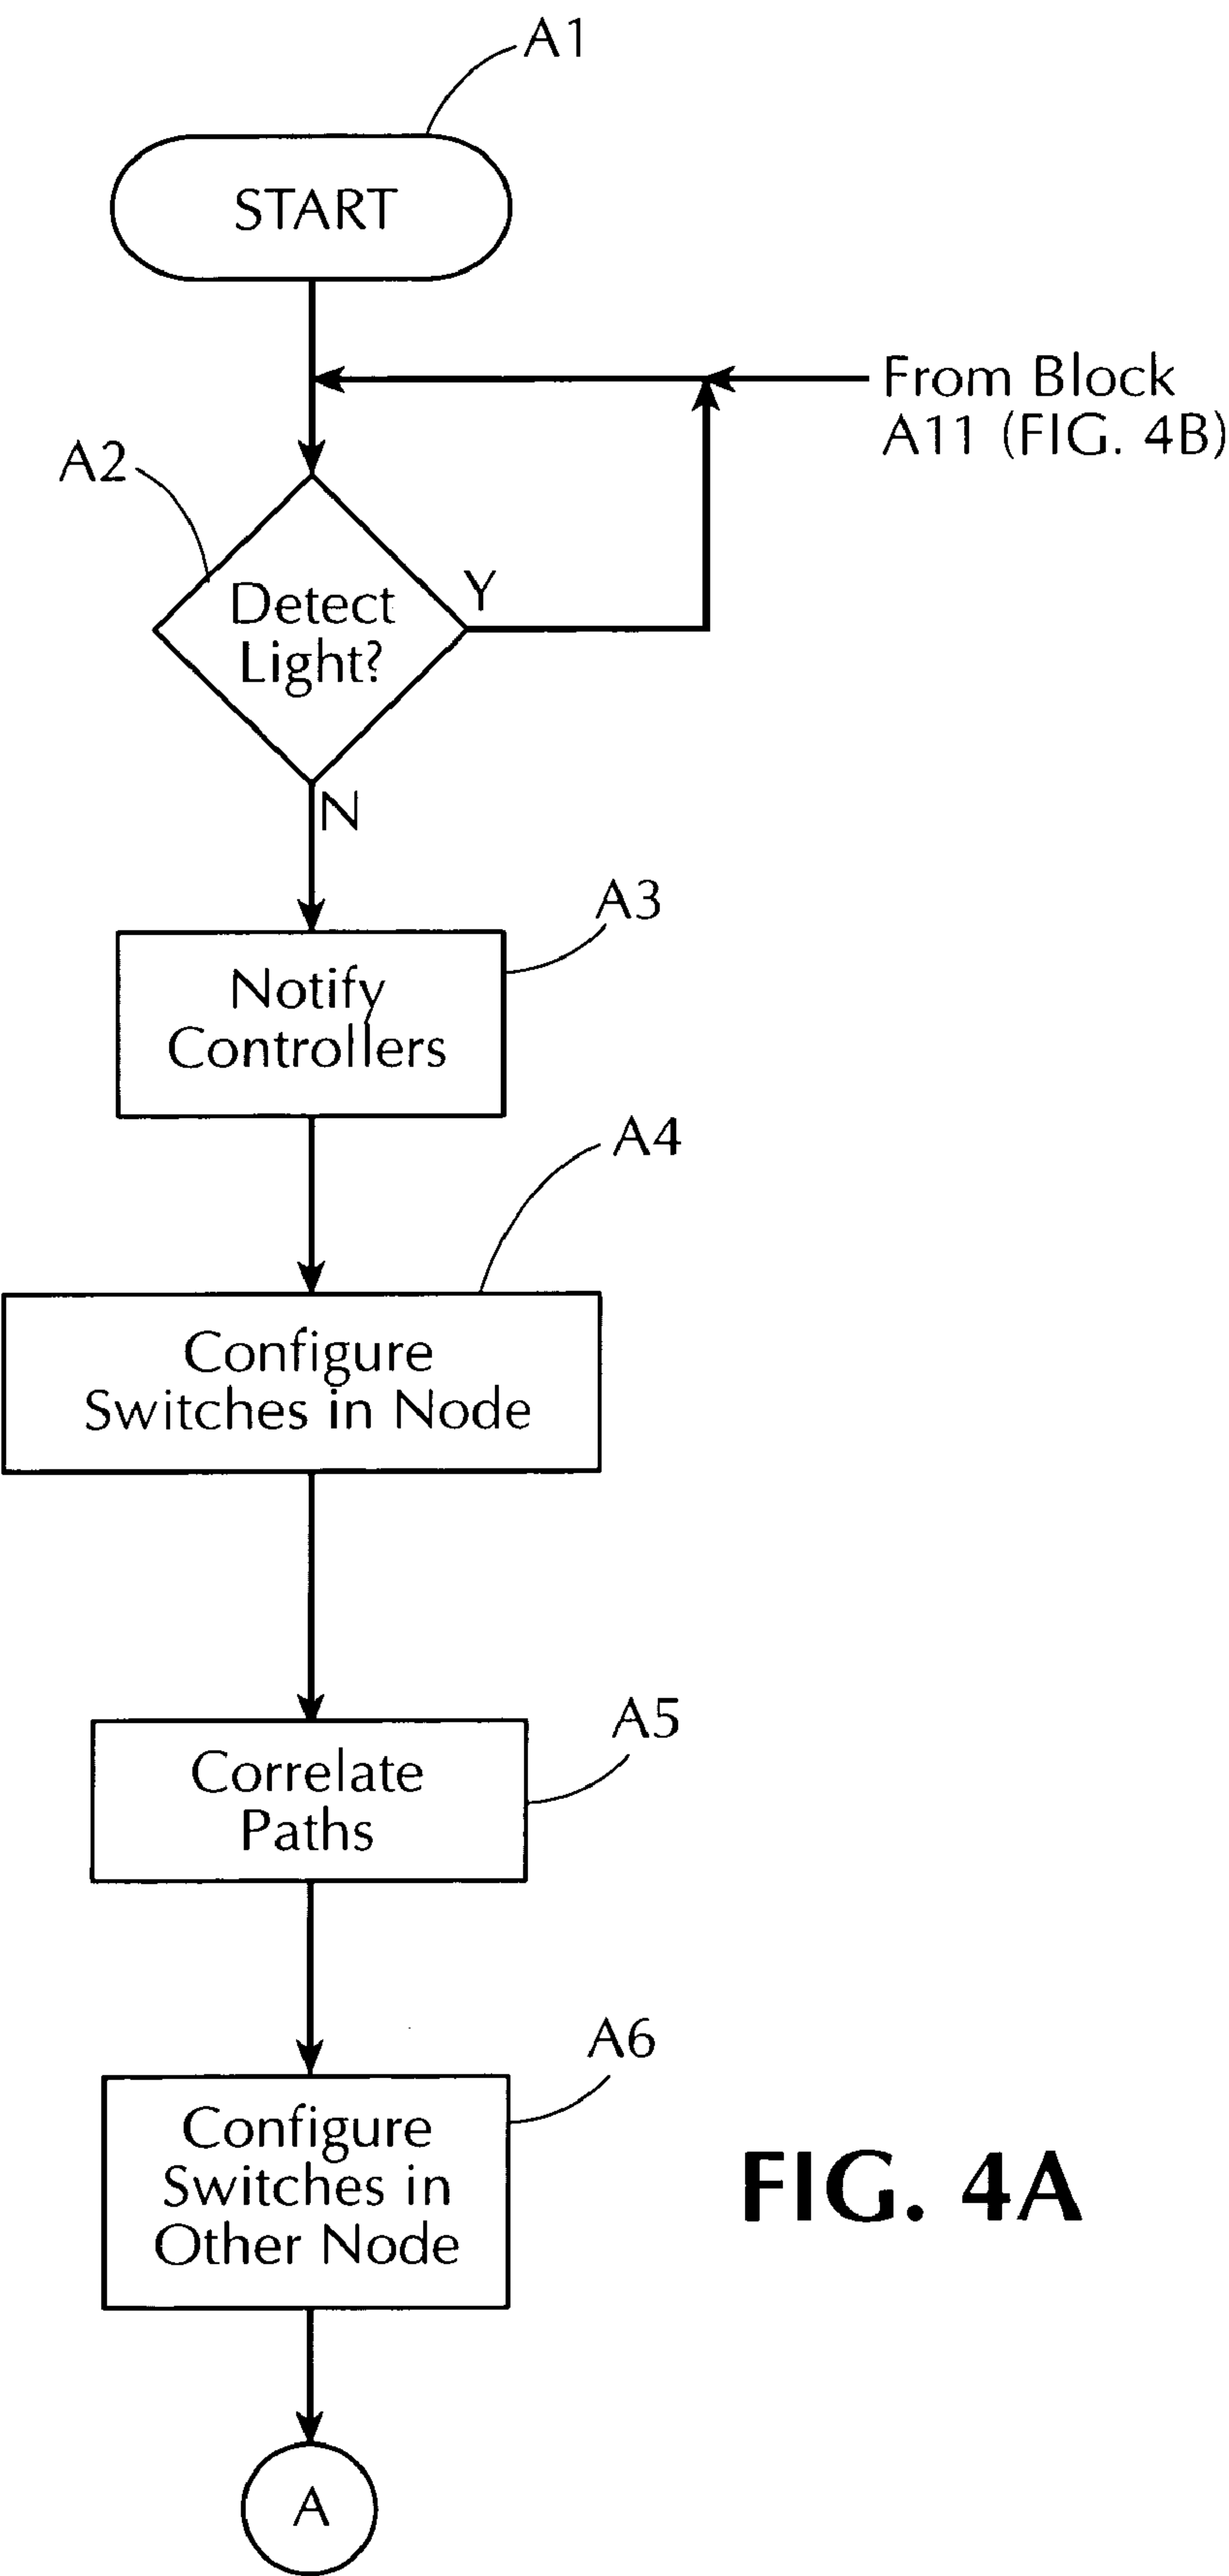 A1
START
From Block
A11 (FIG. 4B)
A2
Detect
Light?
Y
N
A3
Notify
Controllers
A4
Configure
Switches in Node
A5
Correlate
Paths
A6
Configure
Switches in
Other Node
FIG. 4A
A